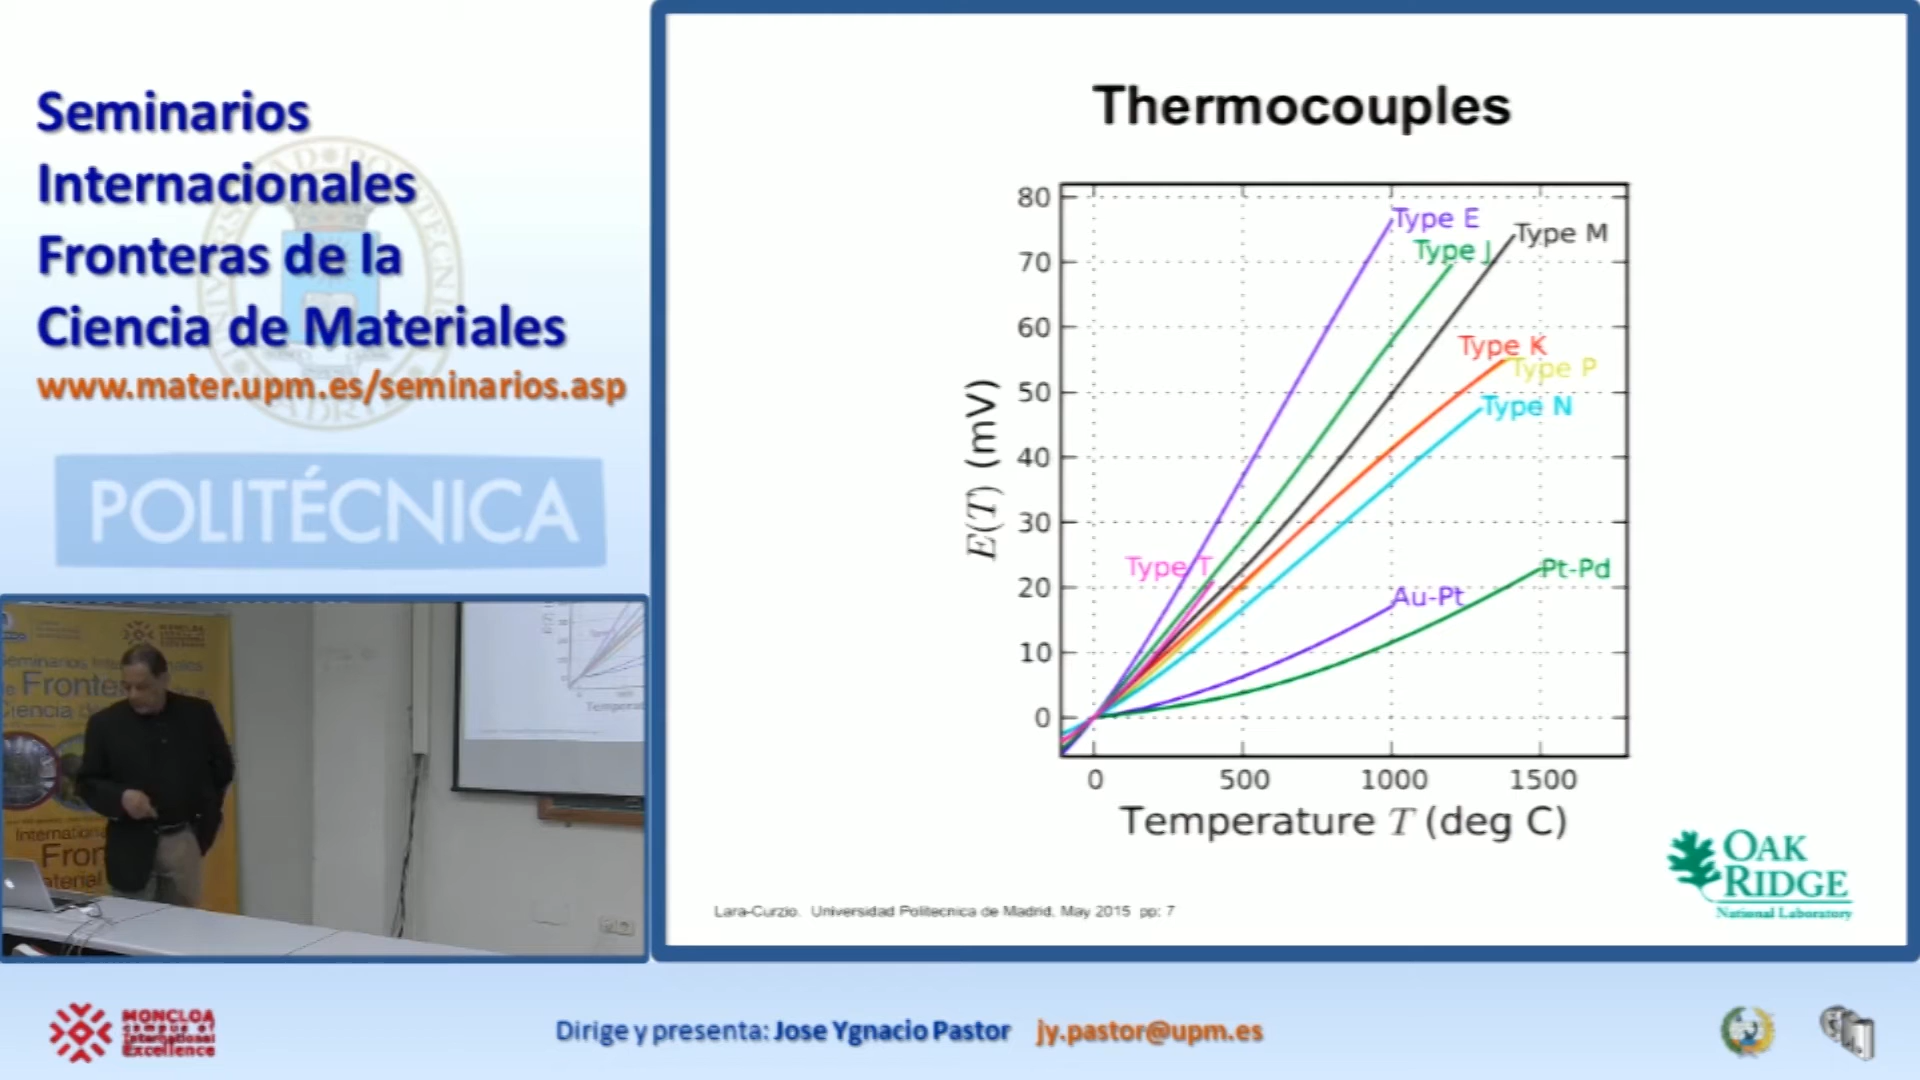 Seminarios
Internacionales
Fronteras de la
Ciencia de Materiales
www.mater.upm.es/seminarios.asp
POLITÉCNICA
Thermocouples
80
70
60
50
40
30
20
10
0
E(T) (mV)
Type E
Type M
Type J
Type K
Type P
Type N
Type T
Pt-Pd
Au-Pt
0 500 1000 1500
Temperature T (deg C)
OAK
RIDGE
National Laboratory
Lara-Curzio. Universidad Politecnica de Madrid, May 2015 pp: 7
MONCLOA
campus of
International
Excellence
Dirige y presenta: Jose Ygnacio Pastor jy.pastor@upm.es